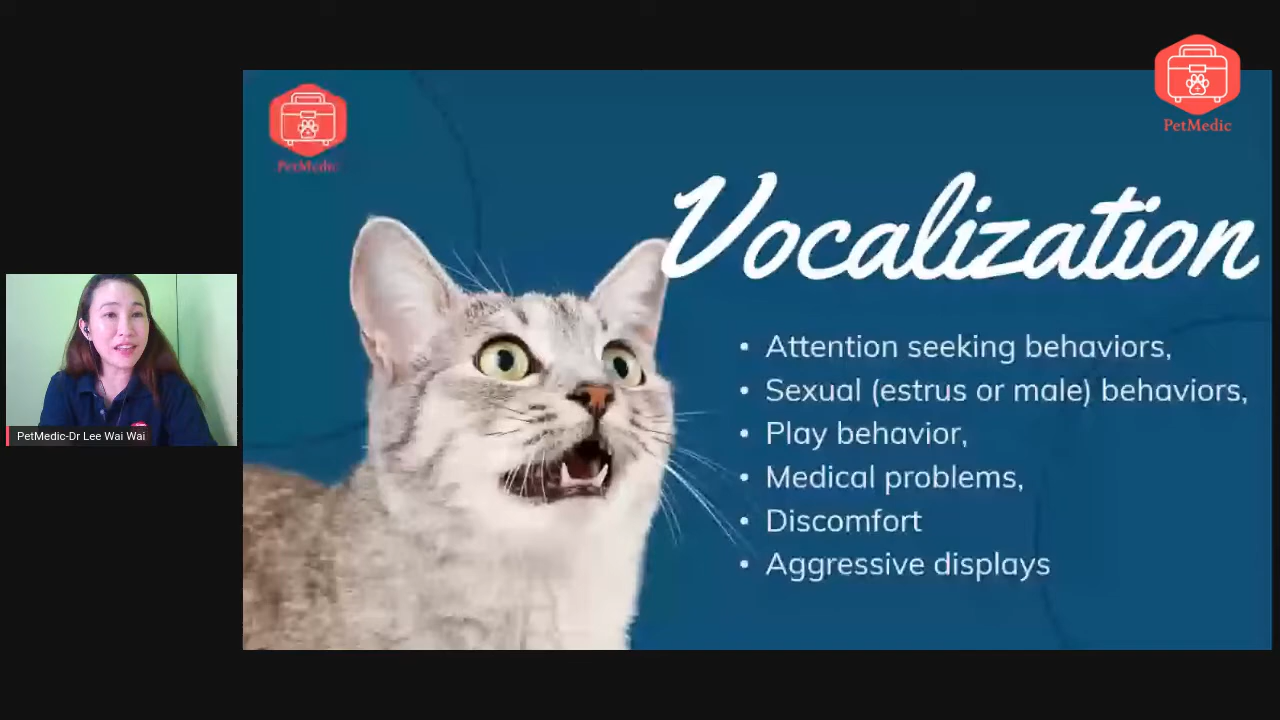 PetMedic
PetMedic
Vocalization
• Attention seeking behaviors,
• Sexual (estrus or male) behaviors,
• Play behavior,
• Medical problems,
• Discomfort
• Aggressive displays
PetMedic-Dr Lee Wai Wai